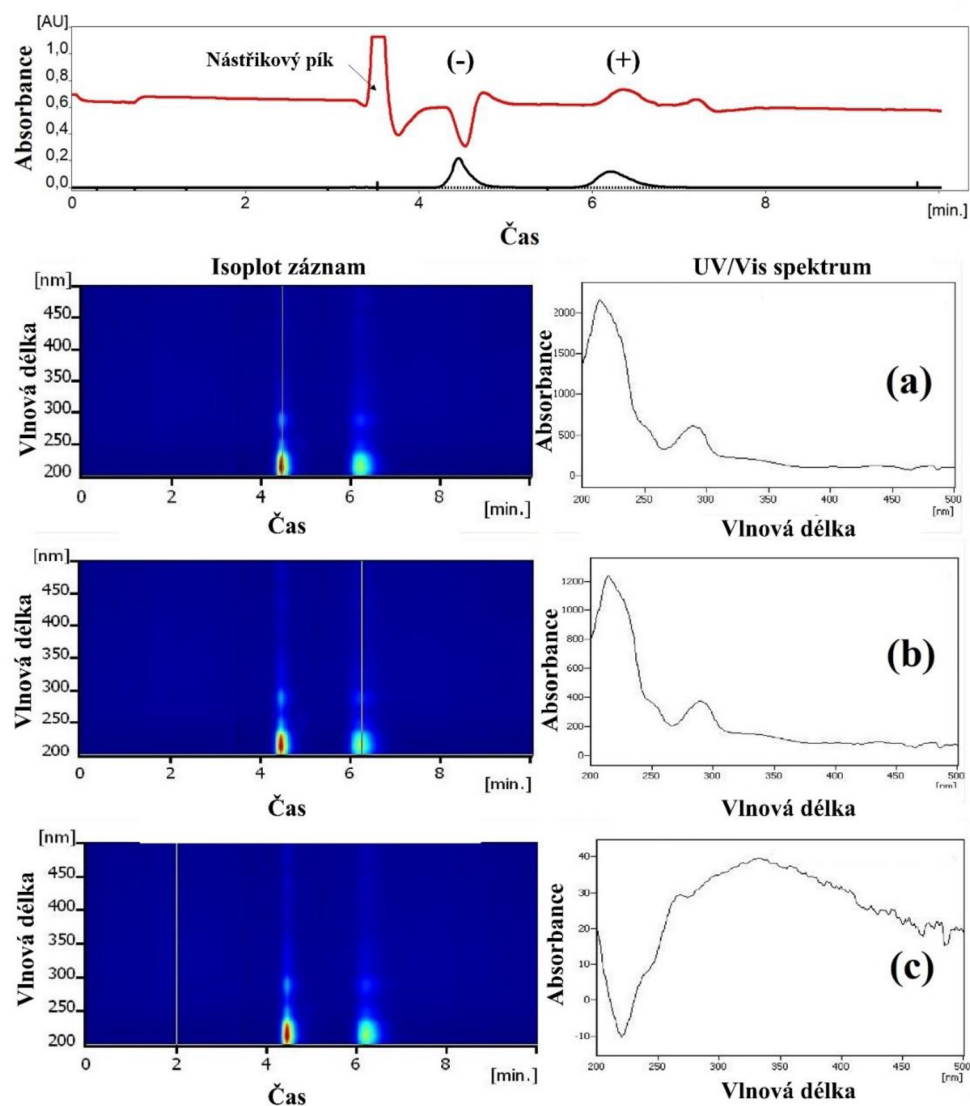 [AU]
Absorbance
1,0
0,8
0,6
0,4
0,2
0,0
Nástřikový pík
(-)
(+)
0 2 4 6 8
[min.]
Čas
Isoplot záznam
[nm]
Vlnová délka
450
400
350
300
250
200
0 2 4 6 8
[min.]
Čas
UV/Vis spektrum
Absorbance
2000
1500
1000
500
0
(a)
200 250 300 350 400 450 500
[nm]
Vlnová délka
[nm]
Vlnová délka
450
400
350
300
250
200
0 2 4 6 8
[min.]
Čas
Absorbance
1200
1000
800
600
400
200
0
(b)
200 250 300 350 400 450 500
[nm]
Vlnová délka
[nm]
Vlnová délka
450
400
350
300
250
200
0 2 4 6 8
[min.]
Čas
Absorbance
40
30
20
10
0
-10
(c)
200 250 300 350 400 450 500
[nm]
Vlnová délka